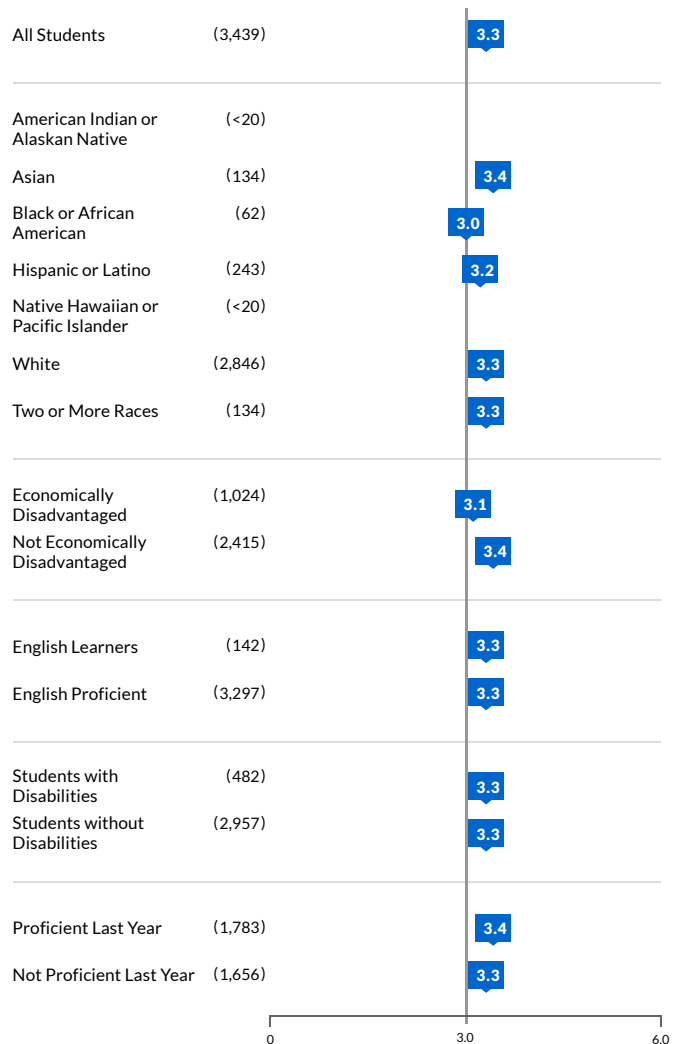 All Students (3,439) 3.3
American Indian or (<20)
Alaskan Native
Asian (134) 3.4
Black or African (62) 3.0
American
Hispanic or Latino (243) 3.2
Native Hawaiian or (<20)
Pacific Islander
White (2,846) 3.3
Two or More Races (134) 3.3
Economically (1,024) 3.1
Disadvantaged
Not Economically (2,415) 3.4
Disadvantaged
English Learners (142) 3.3
English Proficient (3,297) 3.3
Students with (482) 3.3
Disabilities
Students without (2,957) 3.3
Disabilities
Proficient Last Year (1,783) 3.4
Not Proficient Last Year (1,656) 3.3
0 3.0 6.0